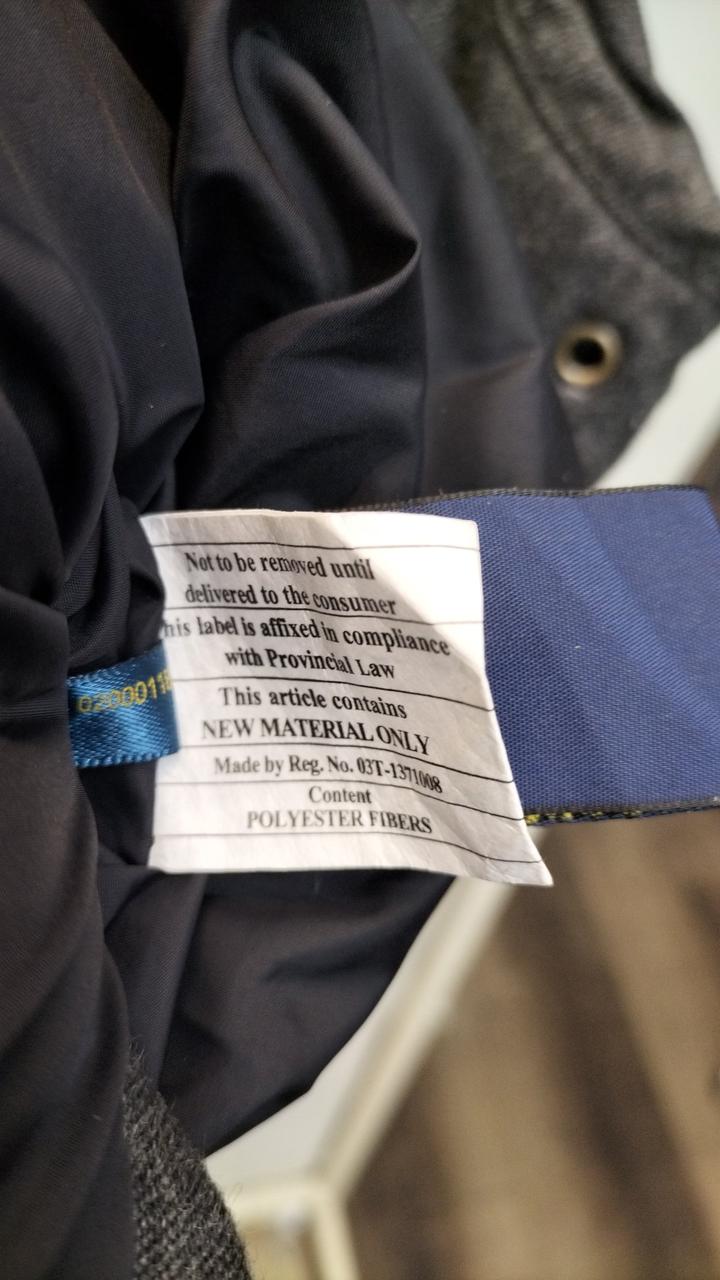 Not to be removed until
delivered to the consumer
his label is affixed in compliance
with Provincial Law
This article contains
NEW MATERIAL ONLY
Made by Reg. No. 03T-1371008
Content
POLYESTER FIBERS